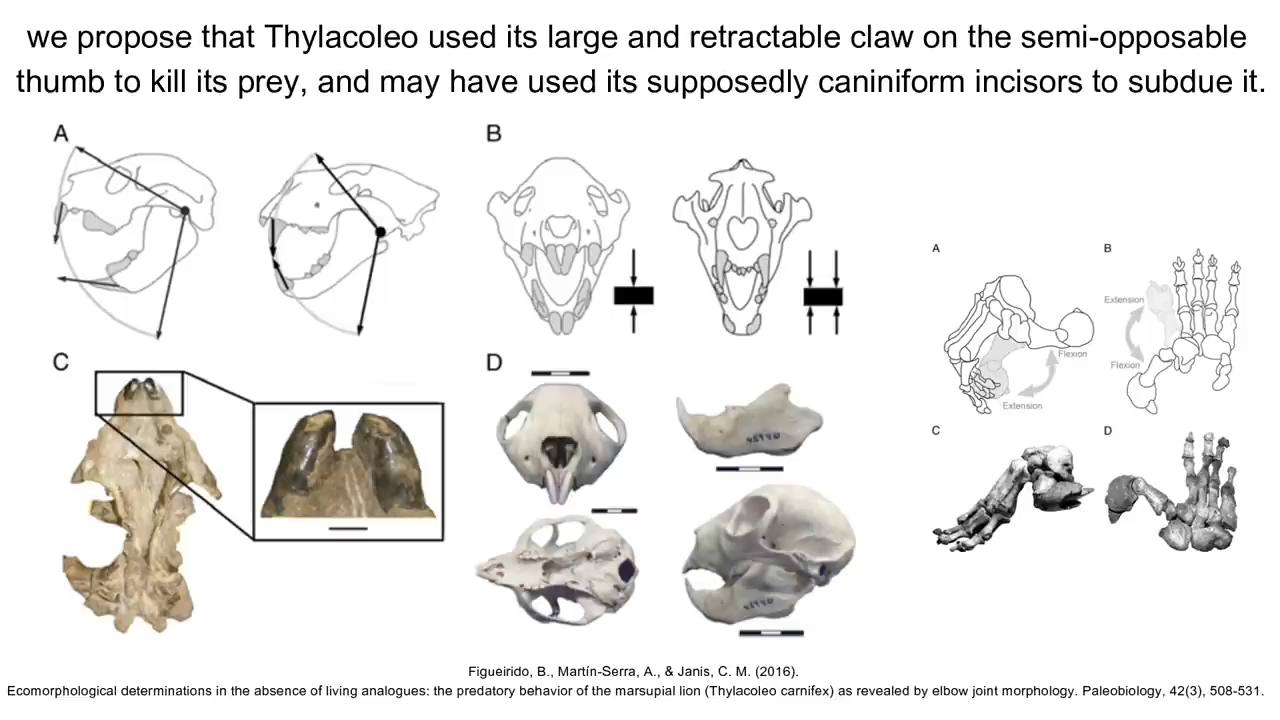 we propose that Thylacoleo used its large and retractable claw on the semi-opposable
thumb to kill its prey, and may have used its supposedly caniniform incisors to subdue it.
A
B
A
B
Extension
Flexion
Extension
Flexion
C
D
C
D
45440
45440
Figueirido, B., Martín-Serra, A., & Janis, C. M. (2016).
Ecomorphological determinations in the absence of living analogues: the predatory behavior of the marsupial lion (Thylacoleo carnifex) as revealed by elbow joint morphology. Paleobiology, 42(3), 508-531.